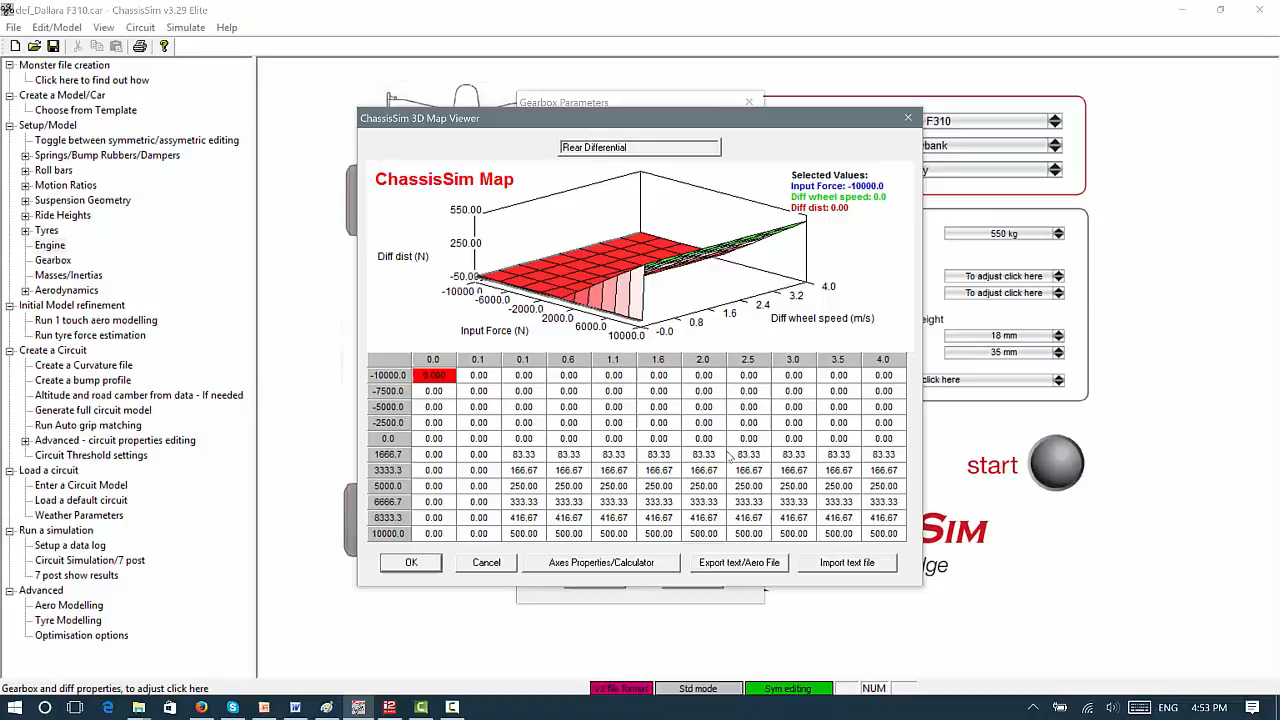 def_Dallara F310.car - ChassisSim v3.29 Elite
File Edit/Model View Circuit Simulate Help
Monster file creation
Click here to find out how
Create a Model/Car
Choose from Template
Setup/Model
Toggle between symmetric/assymetric editing
Springs/Bump Rubbers/Dampers
Roll bars
Motion Ratios
Suspension Geometry
Ride Heights
Tyres
Engine
Gearbox
Masses/Inertias
Aerodynamics
Initial Model refinement
Run 1 touch aero modelling
Run tyre force estimation
Create a Circuit
Create a Curvature file
Create a bump profile
Altitude and road camber from data - If needed
Generate full circuit model
Run Auto grip matching
Advanced - circuit properties editing
Circuit Threshold settings
Load a circuit
Enter a Circuit Model
Load a default circuit
Weather Parameters
Run a simulation
Setup a data log
Circuit Simulation/7 post
7 post show results
Advanced
Aero Modelling
Tyre Modelling
Optimisation options
Gearbox Parameters
ChassisSim 3D Map Viewer
Rear Differential
ChassisSim Map
Selected Values:
Input Force: -10000.0
Diff wheel speed: 0.0
Diff dist: 0.00
550.00
250.00
-50.00
Diff dist (N)
-10000.0
-6000.0
-2000.0
2000.0
6000.0
10000.0
Input Force (N)
-0.0
0.8
1.6
2.4
3.2
4.0
Diff wheel speed (m/s)
0.0 0.1 0.1 0.6 1.1 1.6 2.0 2.5 3.0 3.5 4.0
-10000.0 0.000 0.00 0.00 0.00 0.00 0.00 0.00 0.00 0.00 0.00 0.00
-7500.0 0.00 0.00 0.00 0.00 0.00 0.00 0.00 0.00 0.00 0.00 0.00
-5000.0 0.00 0.00 0.00 0.00 0.00 0.00 0.00 0.00 0.00 0.00 0.00
-2500.0 0.00 0.00 0.00 0.00 0.00 0.00 0.00 0.00 0.00 0.00 0.00
0.0 0.00 0.00 0.00 0.00 0.00 0.00 0.00 0.00 0.00 0.00 0.00
1666.7 0.00 0.00 83.33 83.33 83.33 83.33 83.33 83.33 83.33 83.33 83.33
3333.3 0.00 0.00 166.67 166.67 166.67 166.67 166.67 166.67 166.67 166.67 166.67
5000.0 0.00 0.00 250.00 250.00 250.00 250.00 250.00 250.00 250.00 250.00 250.00
6666.7 0.00 0.00 333.33 333.33 333.33 333.33 333.33 333.33 333.33 333.33 333.33
8333.3 0.00 0.00 416.67 416.67 416.67 416.67 416.67 416.67 416.67 416.67 416.67
10000.0 0.00 0.00 500.00 500.00 500.00 500.00 500.00 500.00 500.00 500.00 500.00
OK Cancel Axes Properties/Calculator Export text/Aero File Import text file
F310
550 kg
To adjust click here
To adjust click here
18 mm
35 mm
click here
start
Gearbox and diff properties, to adjust click here
Std mode
Sym editing
NUM
ENG
4:53 PM